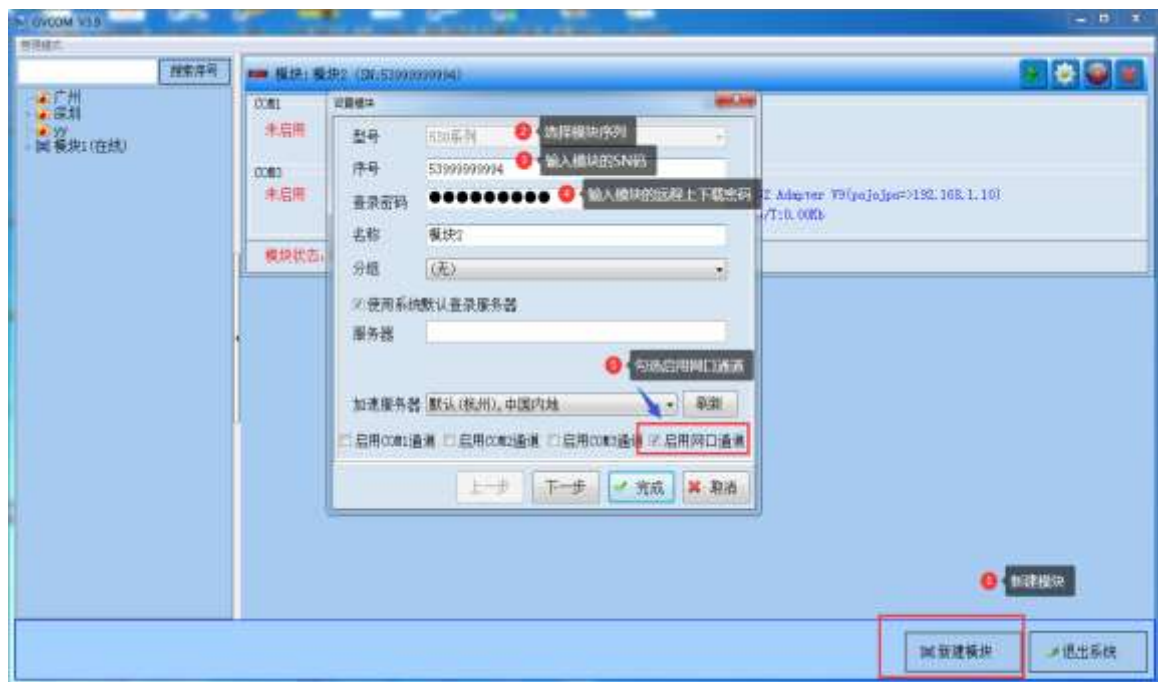 GVCOM V3.0
管理模式
搜索序号
模块: 模块2 (SN:53999999994)
广州
深圳
yy
模块1(在线)
COM1
未启用
未启用
设置模块
型号
2 选择模块序列
序号 53999999994
3 输入模块的SN码
登录密码 ●●●●●●●●●
4 输入模块的远程上下载密码
Adapter V9(pojojpo=>192.168.1.10)
/T:0.00Kb
名称 模块2
模块状态:
分组 (无)
使用系统默认登录服务器
服务器
勾选启用网口通道
加速服务器 默认(杭州),中国内地 刷新
启用COM1通道 启用COM2通道 启用COM3通道 启用网口通道
上一步 下一步 完成 取消
新建模块
新建模块 退出系统